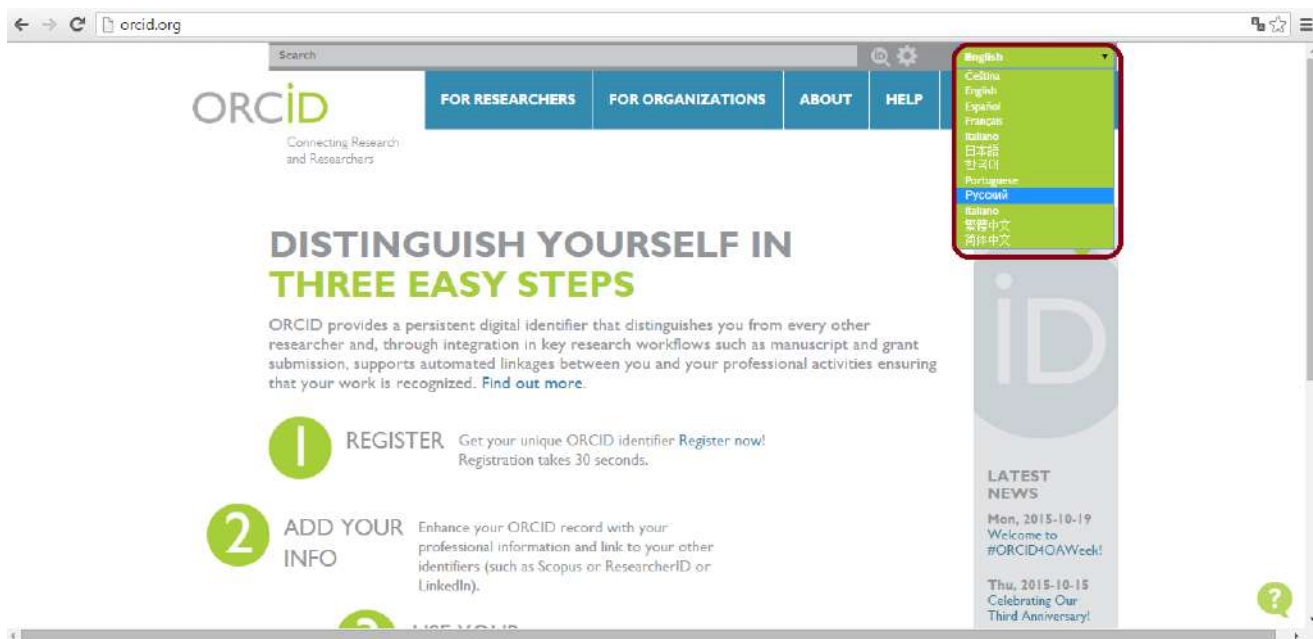 orcid.org
Search
English
Čeština
English
Español
Français
Italiano
日本語
한국어
Portuguese
Русский
Italiano
繁體中文
简体中文
ORCiD
Connecting Research
and Researchers
FOR RESEARCHERS
FOR ORGANIZATIONS
ABOUT
HELP
DISTINGUISH YOURSELF IN
THREE EASY STEPS
ORCID provides a persistent digital identifier that distinguishes you from every other
researcher and, through integration in key research workflows such as manuscript and grant
submission, supports automated linkages between you and your professional activities ensuring
that your work is recognized. Find out more.
1
REGISTER
Get your unique ORCID identifier Register now!
Registration takes 30 seconds.
2
ADD YOUR
INFO
Enhance your ORCID record with your
professional information and link to your other
identifiers (such as Scopus or ResearcherID or
LinkedIn).
iD
LATEST
NEWS
Mon, 2015-10-19
Welcome to
#ORCID4OAWeek!
Thu, 2015-10-15
Celebrating Our
Third Anniversary!
?